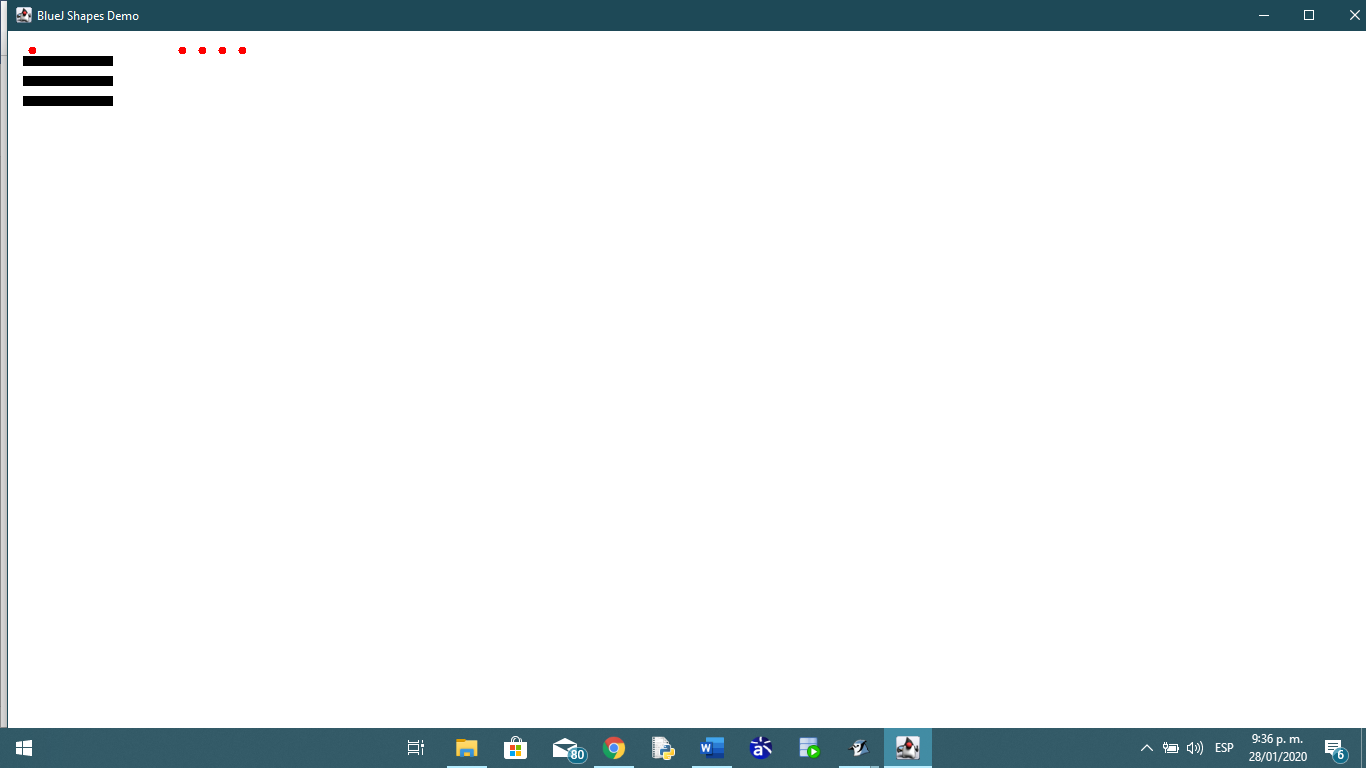 BlueJ Shapes Demo
W
a
80
ESP
9:36 p. m.
28/01/2020
6